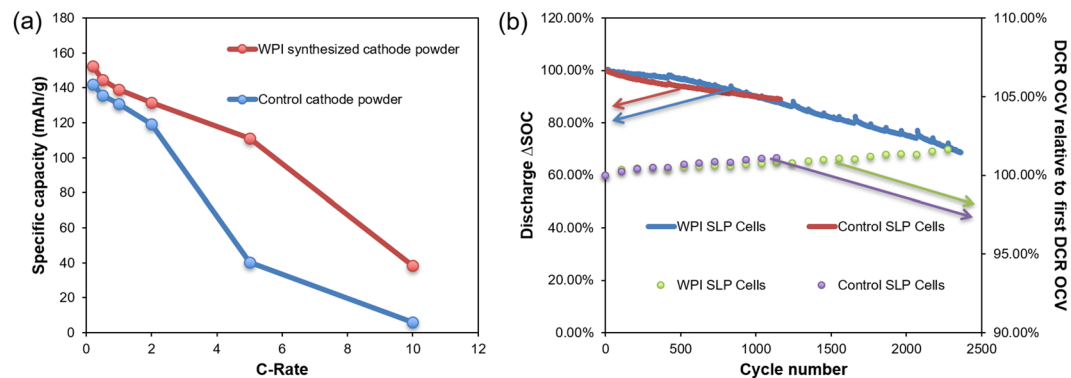 (a)
180
160
140
120
100
80
60
40
20
0
Specific capacity (mAh/g)
WPI synthesized cathode powder
Control cathode powder
0 2 4 6 8 10 12
C-Rate
(b)
120.00%
100.00%
80.00%
60.00%
40.00%
20.00%
0.00%
Discharge ΔSOC
WPI SLP Cells Control SLP Cells
WPI SLP Cells Control SLP Cells
0 500 1000 1500 2000 2500
Cycle number
110.00%
105.00%
100.00%
95.00%
90.00%
DCR OCV relative to first DCR OCV